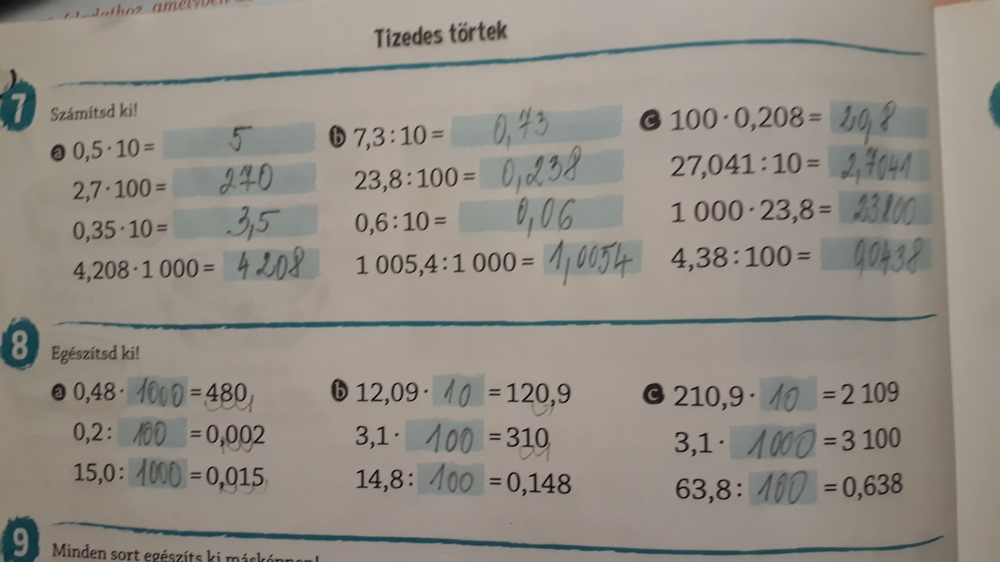 amelyben
Tizedes törtek
7 Számítsd ki!
a 0,5 · 10 = 5
2,7 · 100 = 270
0,35 · 10 = 3,5
4,208 · 1 000 = 4208
b 7,3 : 10 = 0,73
23,8 : 100 = 0,238
0,6 : 10 = 0,06
1 005,4 : 1 000 = 1,0054
c 100 · 0,208 = 20,8
27,041 : 10 = 2,7041
1 000 · 23,8 = 23800
4,38 : 100 = 0,0438
8 Egészítsd ki!
a 0,48 · 1000 = 480,
0,2 : 100 = 0,002
15,0 : 1000 = 0,015
b 12,09 · 10 = 120,9
3,1 · 100 = 310,
14,8 : 100 = 0,148
c 210,9 · 10 = 2 109
3,1 · 1000 = 3 100
63,8 : 100 = 0,638
9 Minden sort egészíts ki másképpen!